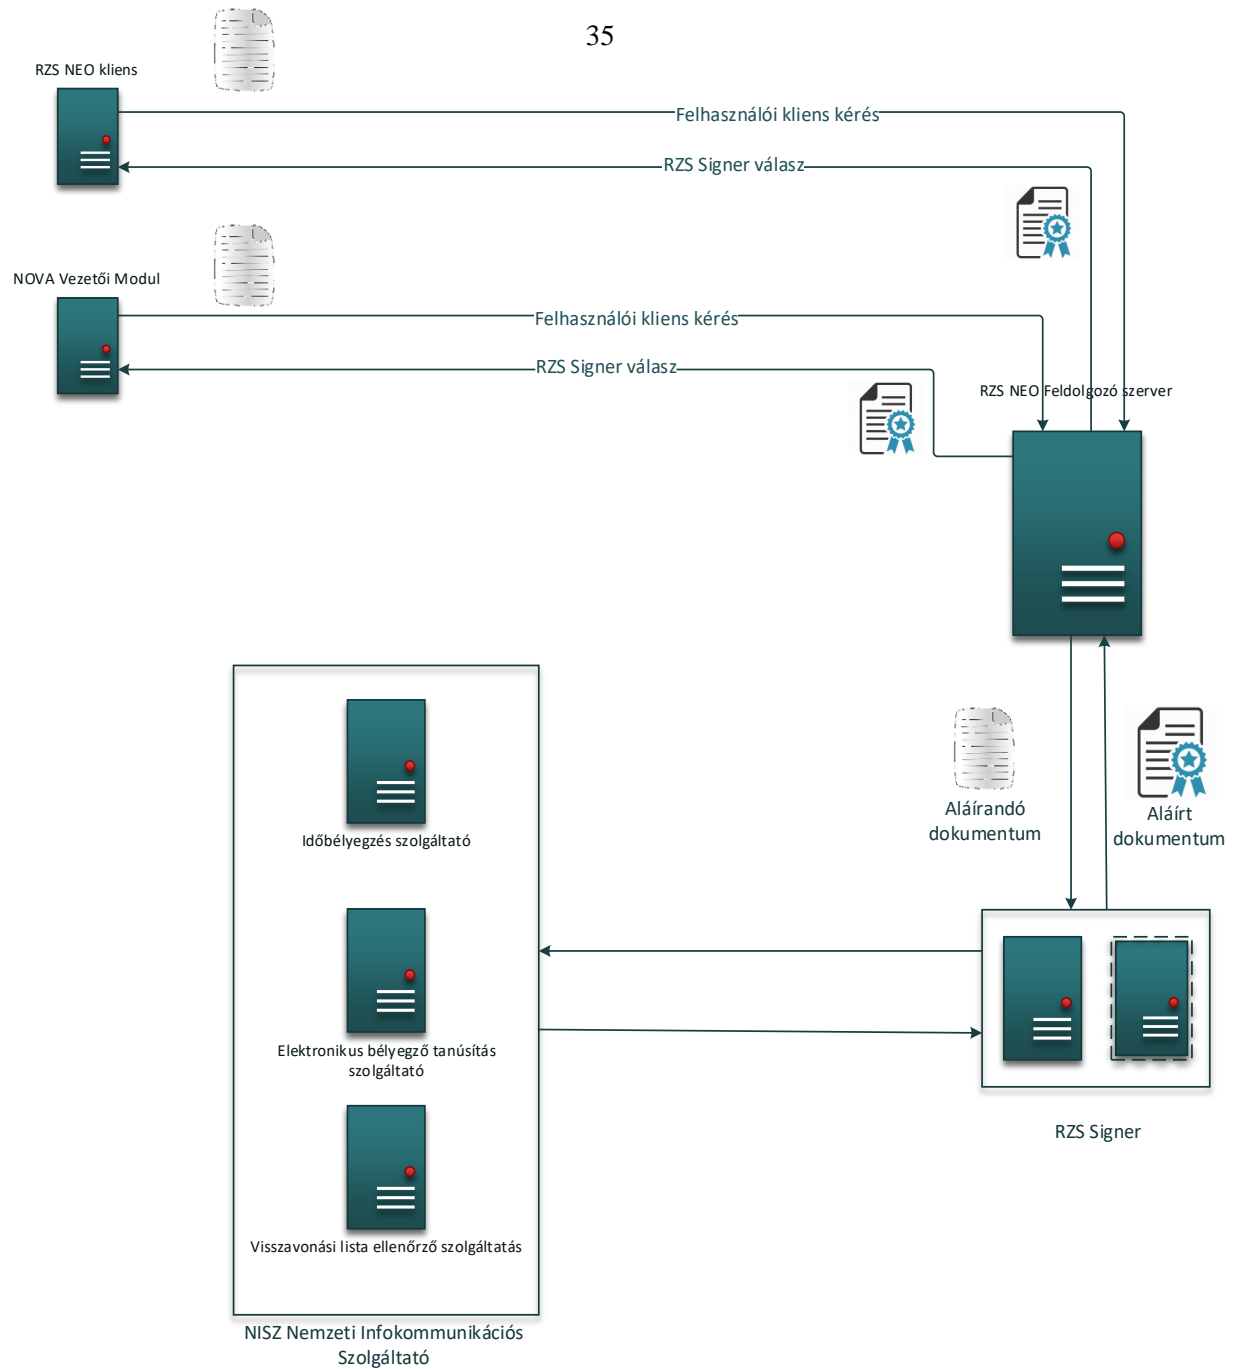 35
RZS NEO kliens
Felhasználói kliens kérés
RZS Signer válasz
NOVA Vezetői Modul
Felhasználói kliens kérés
RZS Signer válasz
RZS NEO Feldolgozó szerver
Időbélyegzés szolgáltató
Aláírandó
dokumentum
Aláírt
dokumentum
Elektronikus bélyegző tanúsítás
szolgáltató
RZS Signer
Visszavonási lista ellenőrző szolgáltatás
NISZ Nemzeti Infokommunikációs
Szolgáltató